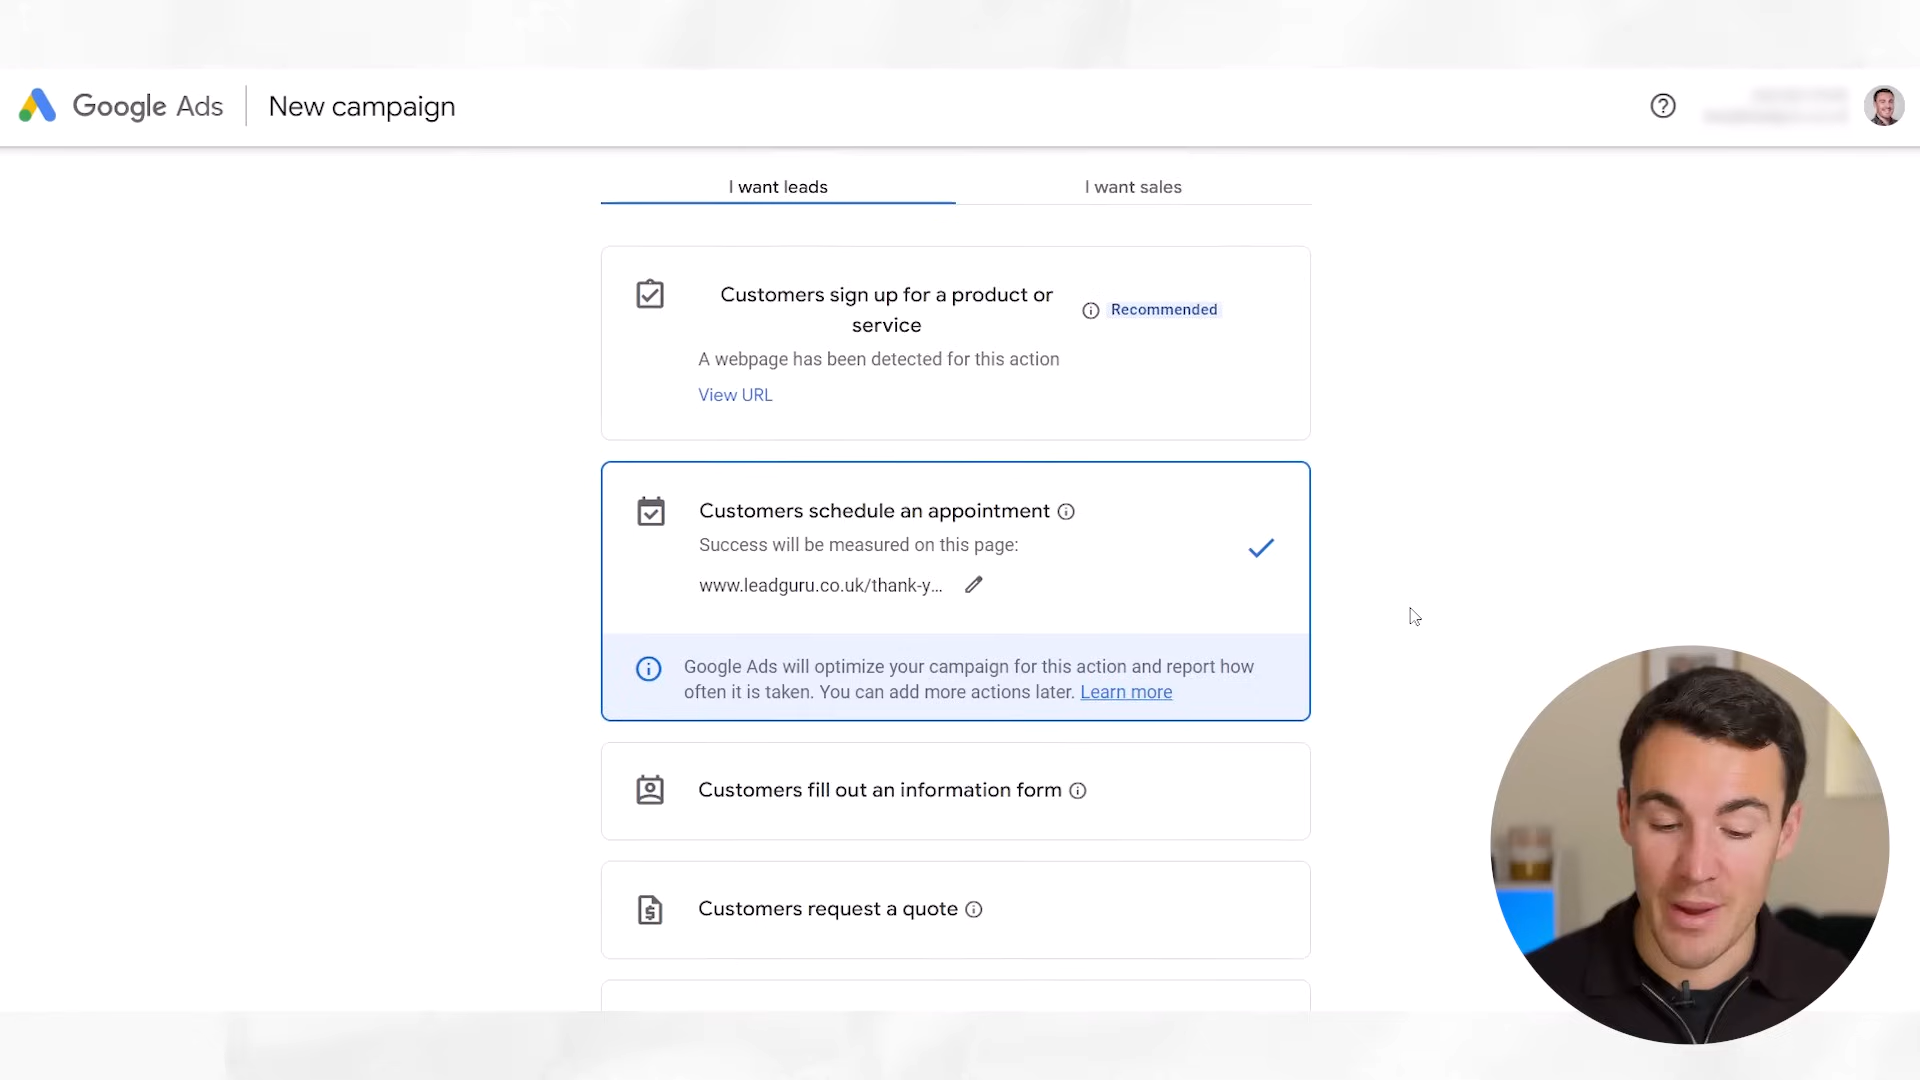 Google Ads
New campaign
I want leads
I want sales
Customers sign up for a product or
service
Recommended
A webpage has been detected for this action
View URL
Customers schedule an appointment
Success will be measured on this page:
www.leadguru.co.uk/thank-y...
Google Ads will optimize your campaign for this action and report how
often it is taken. You can add more actions later. Learn more
Customers fill out an information form
Customers request a quote